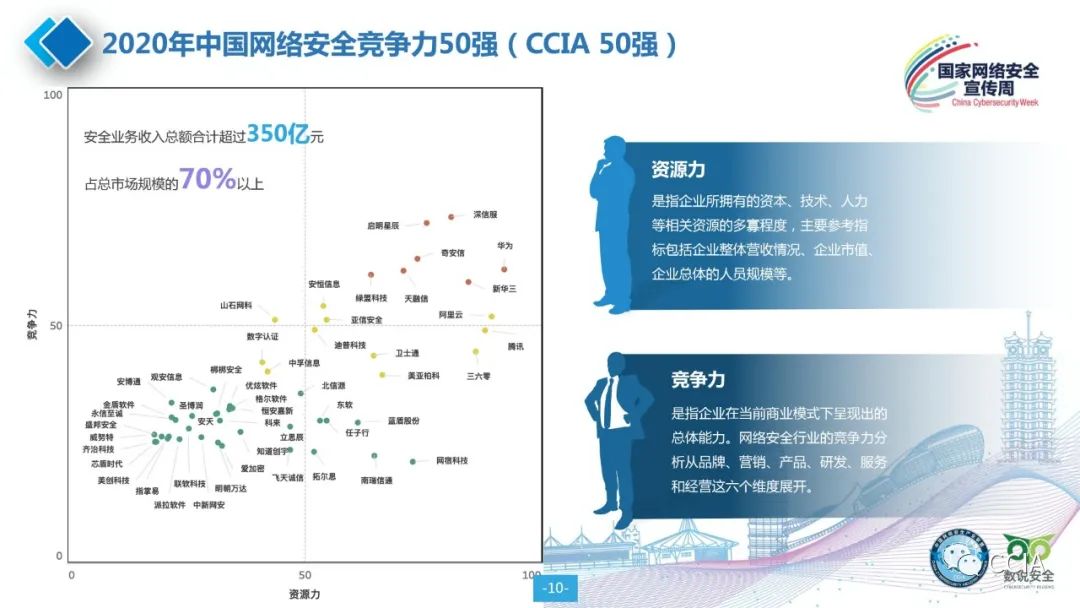 2020年中国网络安全竞争力50强（CCIA 50强）
国家网络安全
宣传周
China Cybersecurity Week
100
安全业务收入总额合计超过350亿元
占总市场规模的70%以上
深信服
启明星辰
华为
奇安信
新华三
天融信
绿盟科技
安恒信息
山石网科
亚信安全
阿里云
50
竞争力
数字认证
迪普科技
腾讯
卫士通
中孚信息
三六零
美亚柏科
梆梆安全
观安信息
安博通
优炫软件
北信源
格尔软件
金盾软件
圣博润
恒安嘉新
东软
永信至诚
安天
科来
蓝盾股份
盛邦安全
立思辰
任子行
威努特
齐治科技
知道创宇
网宿科技
芯盾时代
爱加密
美创科技
飞天诚信
拓尔思
南瑞信通
指掌易
联软科技
明朝万达
派拉软件
中新网安
0
0
50
100
资源力
资源力
是指企业所拥有的资本、技术、人力
等相关资源的多寡程度，主要参考指
标包括企业整体营收情况、企业市值、
企业总体的人员规模等。
竞争力
是指企业在当前商业模式下呈现出的
总体能力。网络安全行业的竞争力分
析从品牌、营销、产品、研发、服务
和经营这六个维度展开。
-10-
CCIA
数说安全